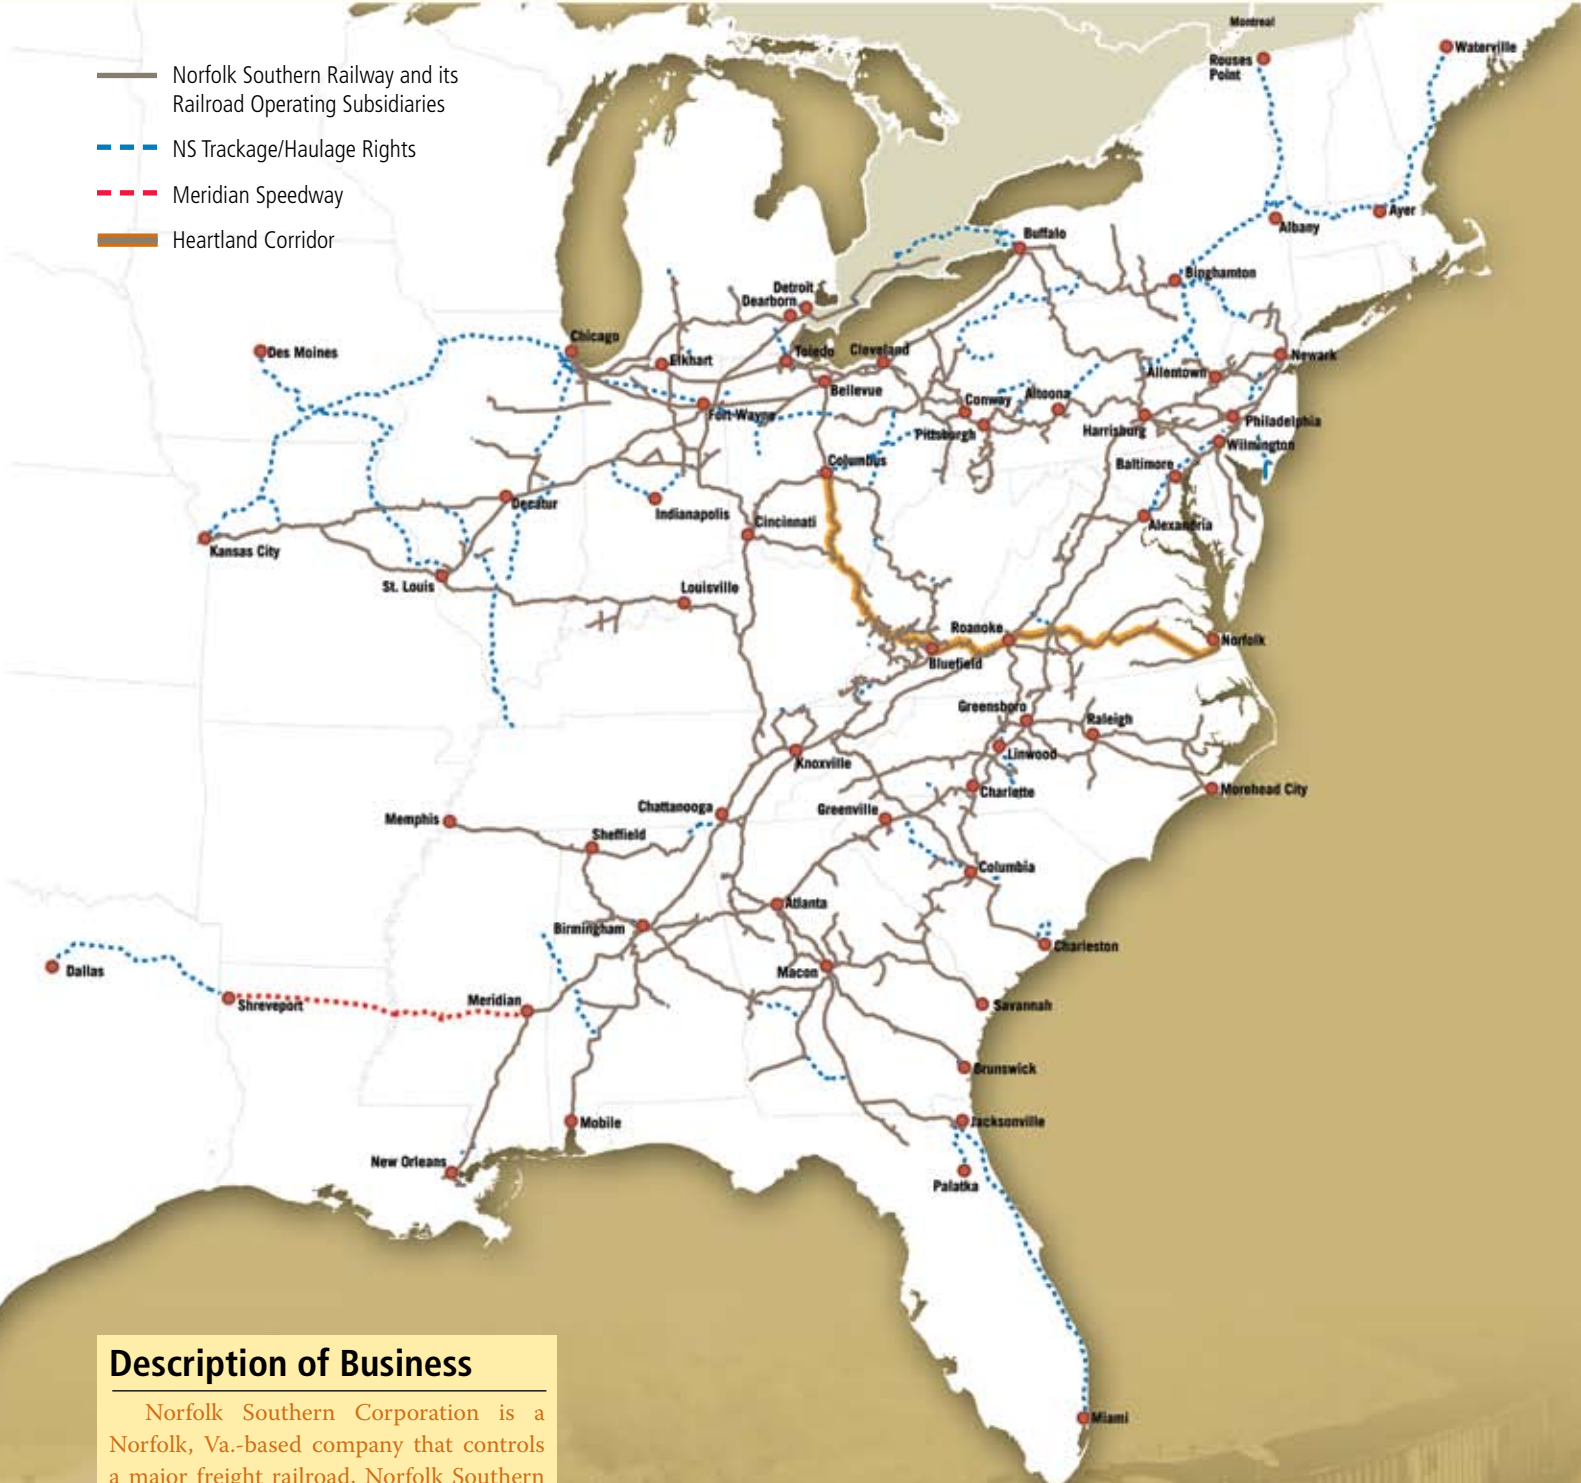 Norfolk Southern Railway and its
Railroad Operating Subsidiaries
NS Trackage/Haulage Rights
Meridian Speedway
Heartland Corridor
Montreal
Rouses
Point
Waterville
Albany
Ayer
Buffalo
Binghamton
Detroit
Dearborn
Chicago
Elkhart
Toledo
Cleveland
Des Moines
Newark
Allentown
Bellevue
Fort Wayne
Conway
Altoona
Pittsburgh
Harrisburg
Philadelphia
Wilmington
Baltimore
Columbus
Decatur
Indianapolis
Cincinnati
Alexandria
Kansas City
St. Louis
Louisville
Roanoke
Norfolk
Bluefield
Greensboro
Raleigh
Knoxville
Linwood
Charlotte
Morehead City
Memphis
Chattanooga
Greenville
Sheffield
Columbia
Atlanta
Birmingham
Charleston
Dallas
Macon
Shreveport
Meridian
Savannah
Brunswick
Mobile
Jacksonville
New Orleans
Palatka
Miami
Description of Business
Norfolk Southern Corporation is a
Norfolk, Va.-based company that controls
a major freight railroad. Norfolk Southern